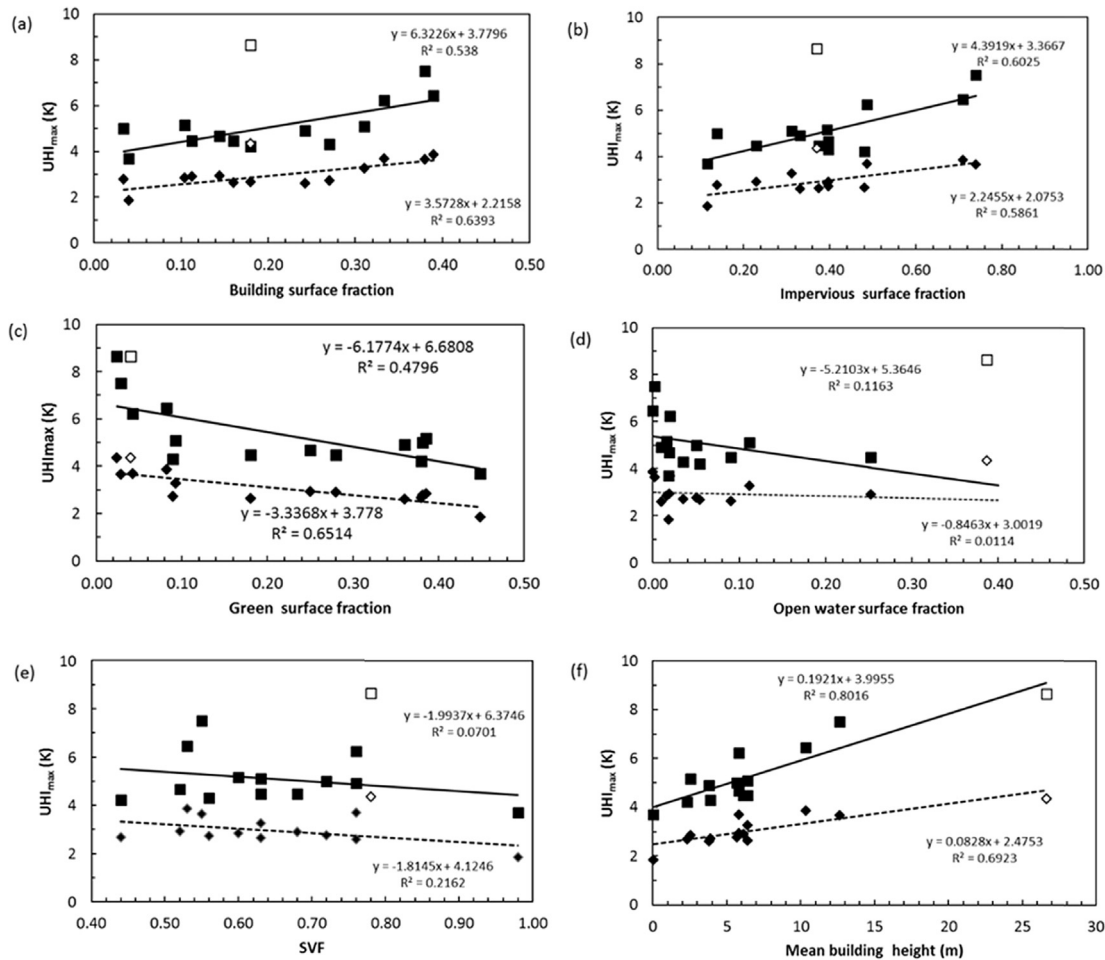 (a)
10
8
6
4
2
0
UHImax (K)
y = 6.3226x + 3.7796
R² = 0.538
y = 3.5728x + 2.2158
R² = 0.6393
0.00 0.10 0.20 0.30 0.40 0.50
Building surface fraction
(b)
10
8
6
4
2
0
UHImax (K)
y = 4.3919x + 3.3667
R² = 0.6025
y = 2.2455x + 2.0753
R² = 0.5861
0.00 0.20 0.40 0.60 0.80 1.00
Impervious surface fraction
(c)
10
8
6
4
2
0
UHImax (K)
y = -6.1774x + 6.6808
R² = 0.4796
y = -3.3368x + 3.778
R² = 0.6514
0.00 0.10 0.20 0.30 0.40 0.50
Green surface fraction
(d)
10
8
6
4
2
0
UHImax (K)
y = -5.2103x + 5.3646
R² = 0.1163
y = -0.8463x + 3.0019
R² = 0.0114
0.00 0.10 0.20 0.30 0.40 0.50
Open water surface fraction
(e)
10
8
6
4
2
0
UHImax (K)
y = -1.9937x + 6.3746
R² = 0.0701
y = -1.8145x + 4.1246
R² = 0.2162
0.40 0.50 0.60 0.70 0.80 0.90 1.00
SVF
(f)
10
8
6
4
2
0
UHImax (K)
y = 0.1921x + 3.9955
R² = 0.8016
y = 0.0828x + 2.4753
R² = 0.6923
0 5 10 15 20 25 30
Mean building height (m)